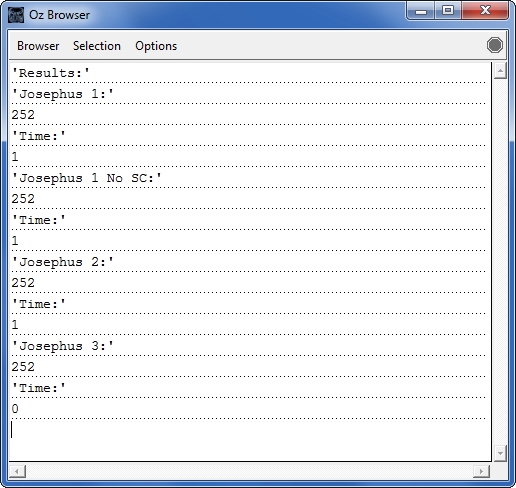 Oz Browser
Browser Selection Options
'Results:'
'Josephus 1:'
252
'Time:'
1
'Josephus 1 No SC:'
252
'Time:'
1
'Josephus 2:'
252
'Time:'
1
'Josephus 3:'
252
'Time:'
0